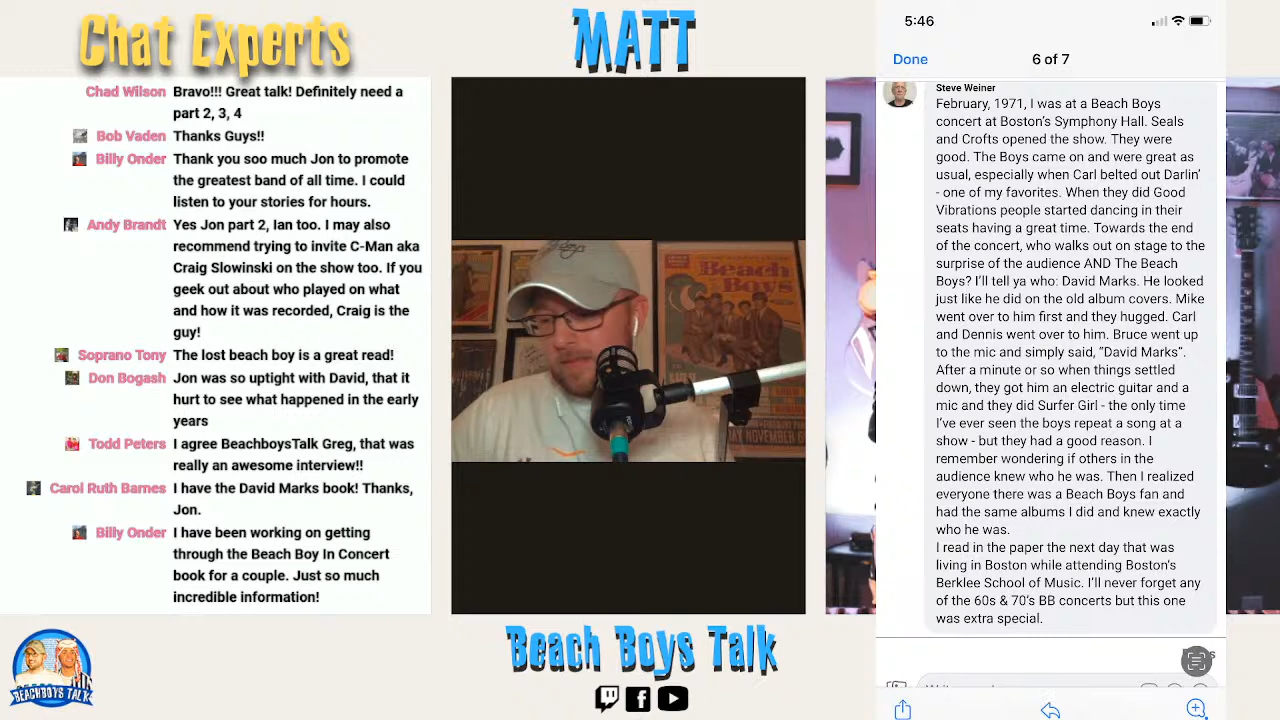 Chat Experts
Chad Wilson Bravo!!! Great talk! Definitely need a
part 2, 3, 4
Bob Vaden Thanks Guys!!
Billy Onder Thank you soo much Jon to promote
the greatest band of all time. I could
listen to your stories for hours.
Andy Brandt Yes Jon part 2, Ian too. I may also
recommend trying to invite C-Man aka
Craig Slowinski on the show too. If you
geek out about who played on what
and how it was recorded, Craig is the
guy!
Soprano Tony The lost beach boy is a great read!
Don Bogash Jon was so uptight with David, that it
hurt to see what happened in the early
years
Todd Peters I agree BeachboysTalk Greg, that was
really an awesome interview!!
Carol Ruth Barnes I have the David Marks book! Thanks,
Jon.
Billy Onder I have been working on getting
through the Beach Boy In Concert
book for a couple. Just so much
incredible information!
BEACHBOYS TALK
MATT
Beach Boys
Beach Boys Talk
5:46
Done
6 of 7
Steve Weiner
February, 1971, I was at a Beach Boys
concert at Boston's Symphony Hall. Seals
and Crofts opened the show. They were
good. The Boys came on and were great as
usual, especially when Carl belted out Darlin'
- one of my favorites. When they did Good
Vibrations people started dancing in their
seats having a great time. Towards the end
of the concert, who walks out on stage to the
surprise of the audience AND The Beach
Boys? I'll tell ya who: David Marks. He looked
just like he did on the old album covers. Mike
went over to him first and they hugged. Carl
and Dennis went over to him. Bruce went up
to the mic and simply said, "David Marks".
After a minute or so when things settled
down, they got him an electric guitar and a
mic and they did Surfer Girl - the only time
I've ever seen the boys repeat a song at a
show - but they had a good reason. I
remember wondering if others in the
audience knew who he was. Then I realized
everyone there was a Beach Boys fan and
had the same albums I did and knew exactly
who he was.
I read in the paper the next day that was
living in Boston while attending Boston's
Berklee School of Music. I'll never forget any
of the 60s & 70's BB concerts but this one
was extra special.